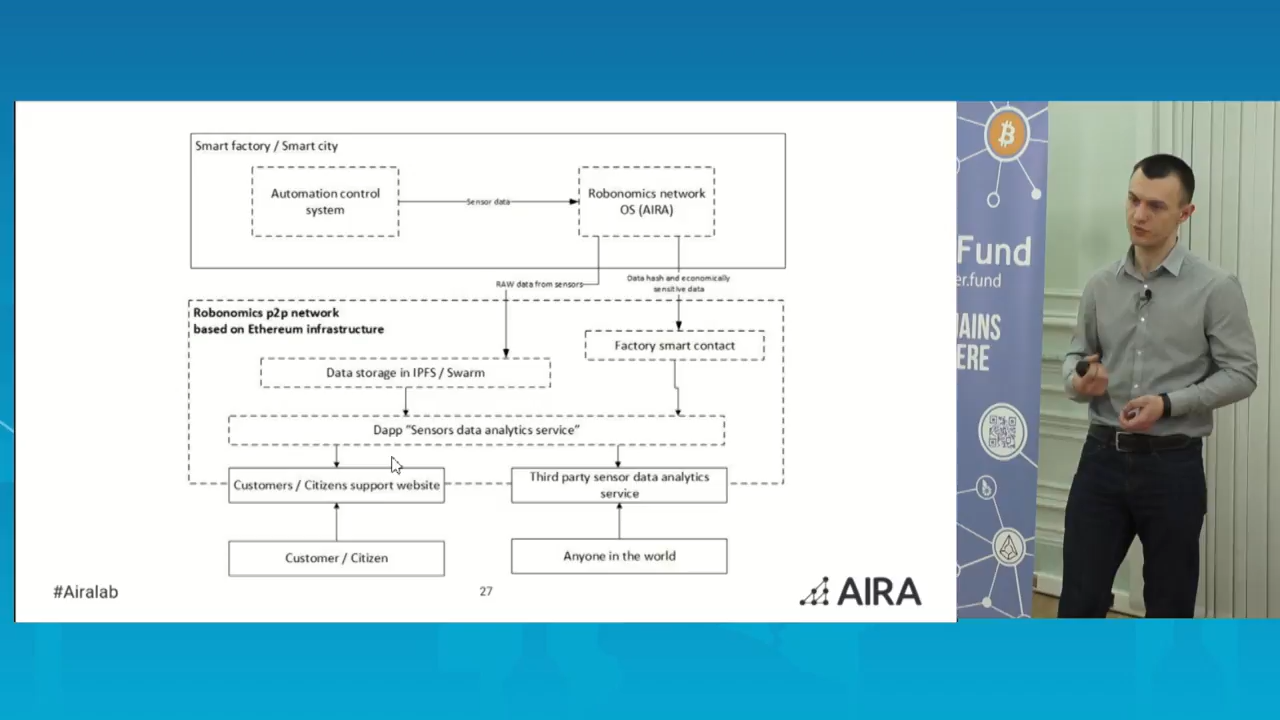 Smart factory / Smart city
Automation control
system
Sensor data
Robonomics network
OS (AIRA)
RAW data from sensors
Data hash and economically
sensitive data
Robonomics p2p network
based on Ethereum infrastructure
Factory smart contact
Data storage in IPFS / Swarm
Dapp "Sensors data analytics service"
Customers / Citizens support website
Third party sensor data analytics
service
Customer / Citizen
Anyone in the world
#Airalab
27
AIRA
Fund
er.fund
AINS
ERE